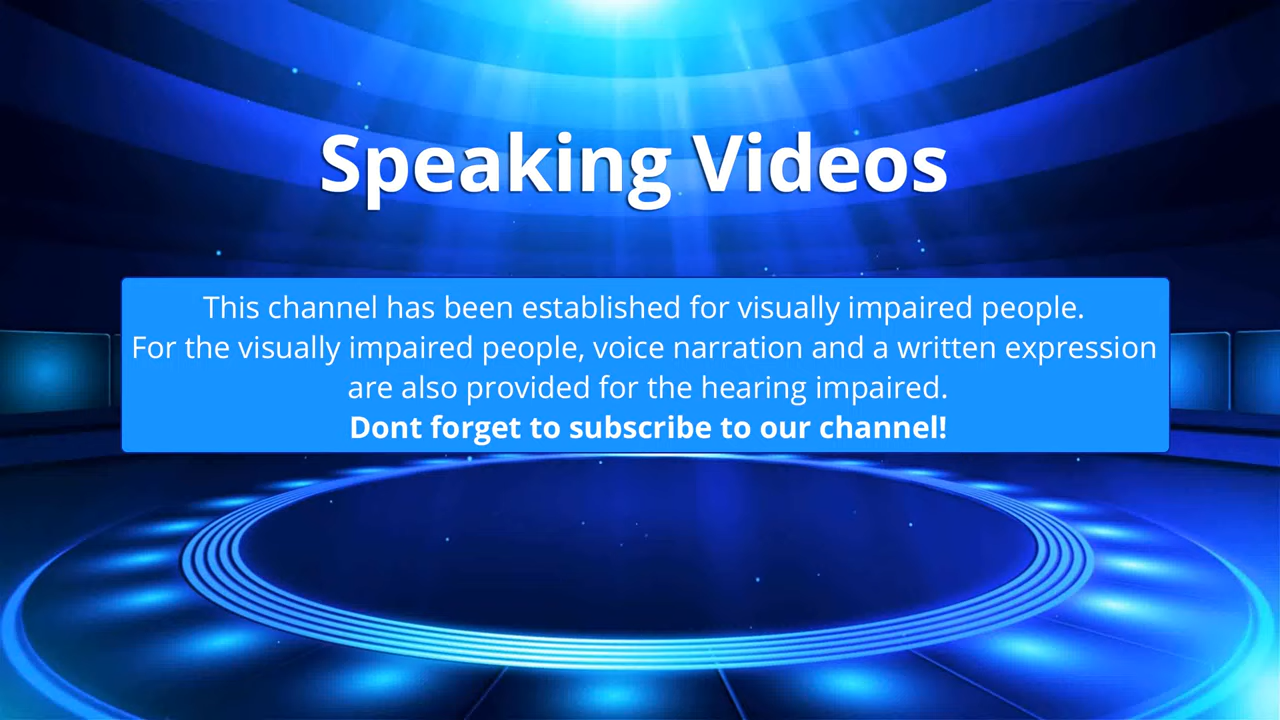 Speaking Videos
This channel has been established for visually impaired people.
For the visually impaired people, voice narration and a written expression
are also provided for the hearing impaired.
Dont forget to subscribe to our channel!